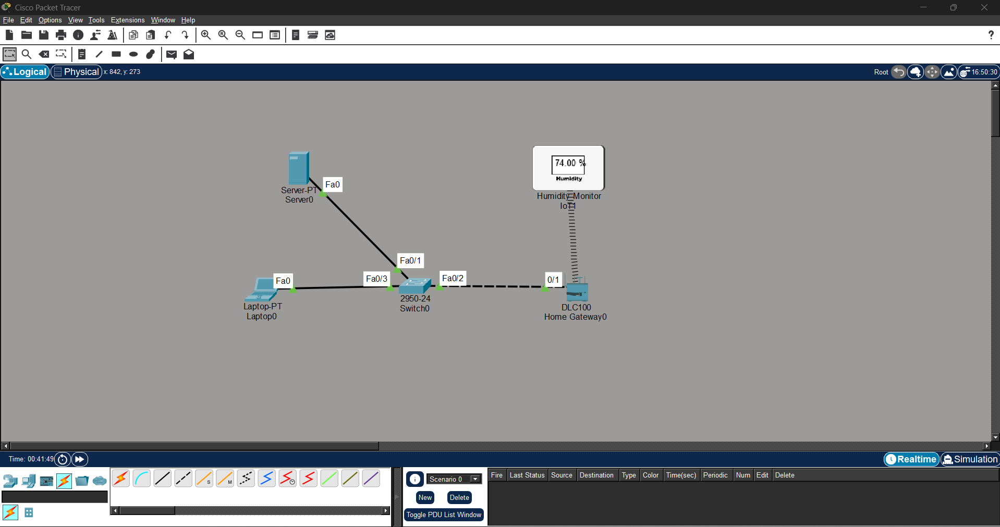 Cisco Packet Tracer
File Edit Options View Tools Extensions Window Help
?
Logical Physical x: 842, y: 273 Root 16:50:30
74.00 %
Humidity
Humidity Monitor
IoT1
Server-PT
Server0
Fa0
Fa0/1
Fa0
Fa0/3
Fa0/2
0/1
Laptop-PT
Laptop0
2950-24
Switch0
DLC100
Home Gateway0
Time: 00:41:49 Realtime Simulation
S M
Scenario 0
New Delete
Toggle PDU List Window
Fire Last Status Source Destination Type Color Time(sec) Periodic Num Edit Delete